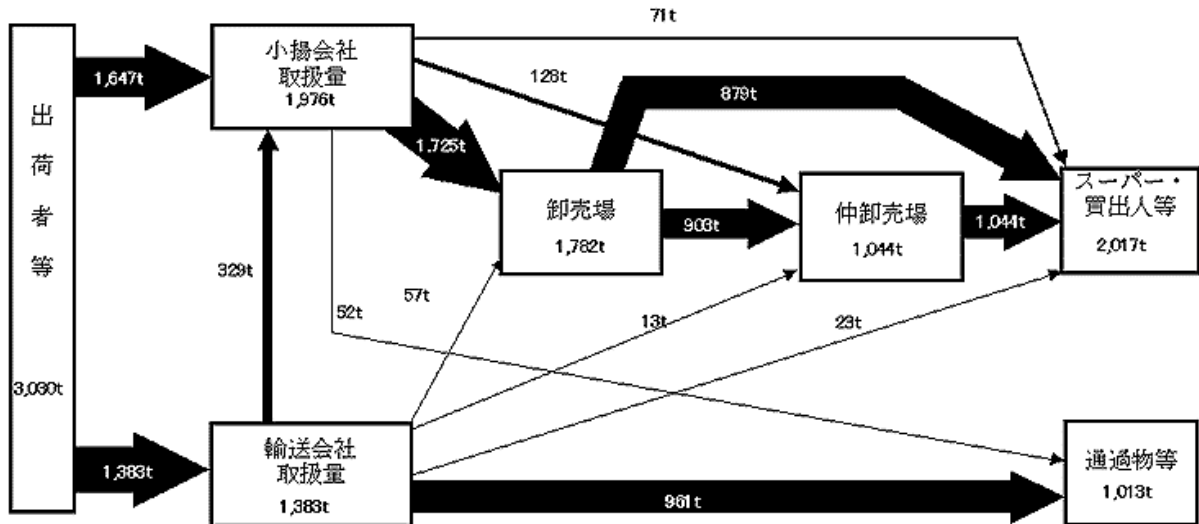 出荷者等
3,030t
1,647t
1,383t
小揚会社
取扱量
1,976t
329t
輸送会社
取扱量
1,383t
71t
128t
879t
1.725t
卸売場
1,782t
903t
仲卸売場
1,044t
1,044t
スーパー・
買出人等
2,017t
57t
52t
13t
23t
961t
通過物等
1,013t